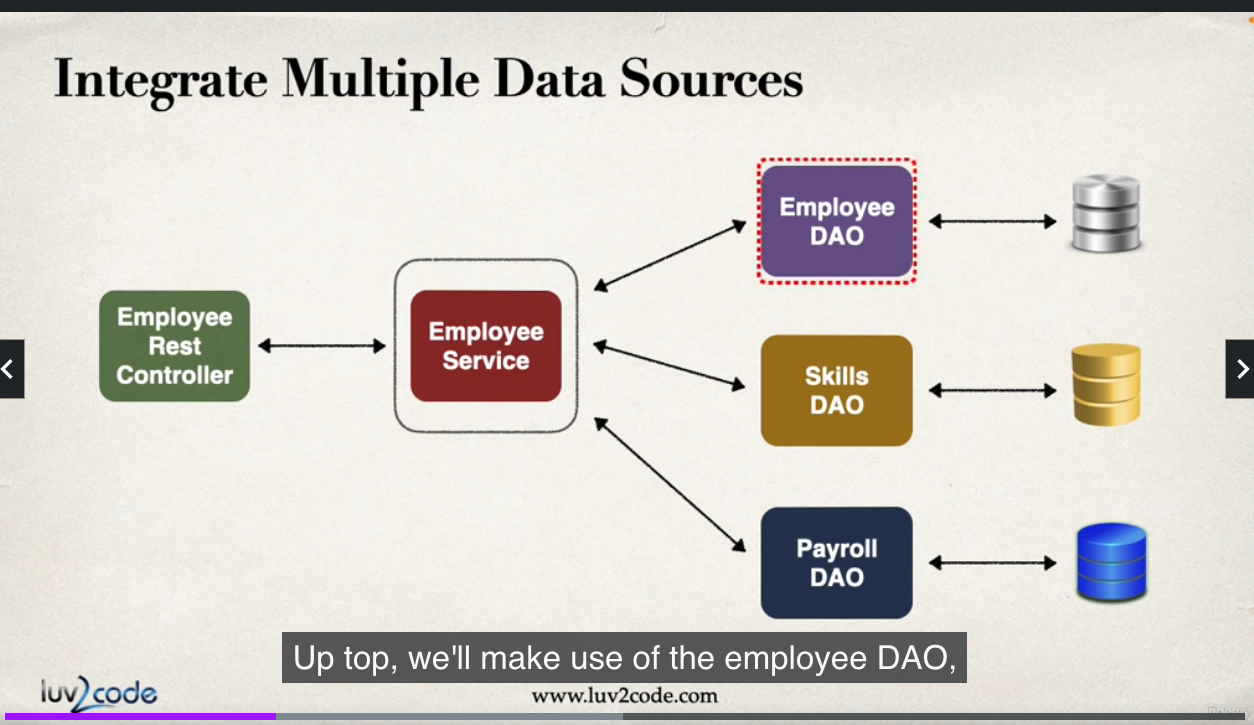 Integrate Multiple Data Sources
Employee
DAO
Employee
Rest
Controller
Employee
Service
Skills
DAO
Payroll
DAO
Up top, we'll make use of the employee DAO,
luv2code
www.luv2code.com
Udemy